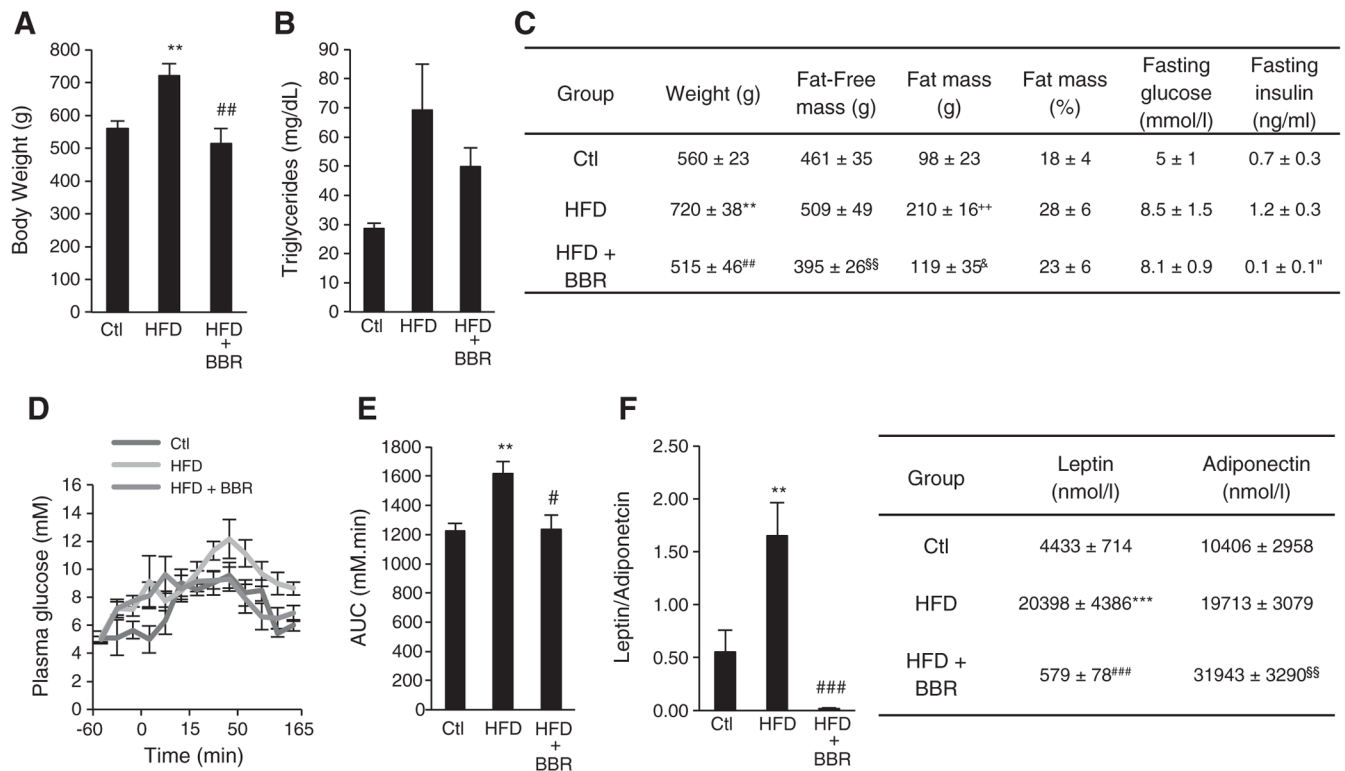 A
Body Weight (g)
800
700
600
500
400
300
200
100
0
**
##
Ctl HFD HFD
+
BBR
B
Triglycerides (mg/dL)
90
80
70
60
50
40
30
20
10
0
Ctl HFD HFD
+
BBR
C
Group Weight (g) Fat-Free mass (g) Fat mass (g) Fat mass (%) Fasting glucose (mmol/l) Fasting insulin (ng/ml)
Ctl 560 ± 23 461 ± 35 98 ± 23 18 ± 4 5 ± 1 0.7 ± 0.3
HFD 720 ± 38** 509 ± 49 210 ± 16++ 28 ± 6 8.5 ± 1.5 1.2 ± 0.3
HFD + BBR 515 ± 46## 395 ± 26§§ 119 ± 35& 23 ± 6 8.1 ± 0.9 0.1 ± 0.1"
D
Ctl
HFD
HFD + BBR
Plasma glucose (mM)
16
14
12
10
8
6
4
2
0
-60 0 15 50 165
Time (min)
E
AUC (mM.min)
1800
1600
1400
1200
1000
800
600
400
200
0
**
#
Ctl HFD HFD
+
BBR
F
Leptin/Adiponetcin
2.50
2.00
1.50
1.00
0.50
0.00
**
###
Ctl HFD HFD
+
BBR
Group Leptin (nmol/l) Adiponectin (nmol/l)
Ctl 4433 ± 714 10406 ± 2958
HFD 20398 ± 4386*** 19713 ± 3079
HFD + BBR 579 ± 78### 31943 ± 3290§§